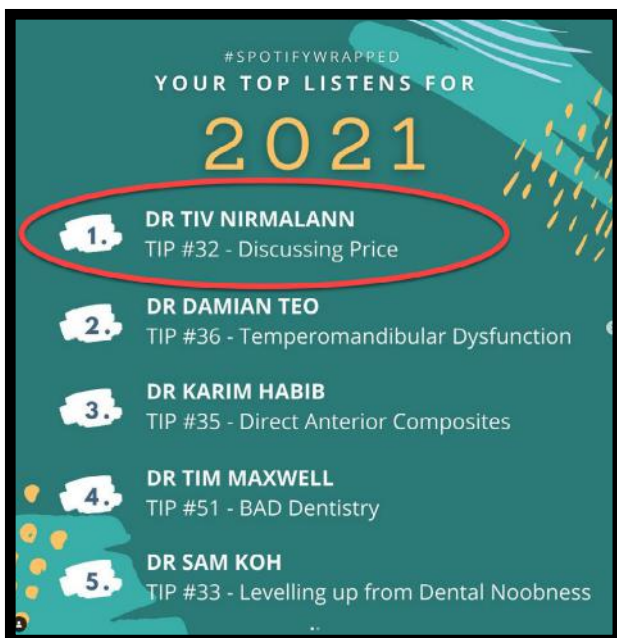 #SPOTIFYWRAPPED
YOUR TOP LISTENS FOR
2021
1. DR TIV NIRMALANN
TIP #32 - Discussing Price
2. DR DAMIAN TEO
TIP #36 - Temperomandibular Dysfunction
3. DR KARIM HABIB
TIP #35 - Direct Anterior Composites
4. DR TIM MAXWELL
TIP #51 - BAD Dentistry
5. DR SAM KOH
TIP #33 - Levelling up from Dental Noobness